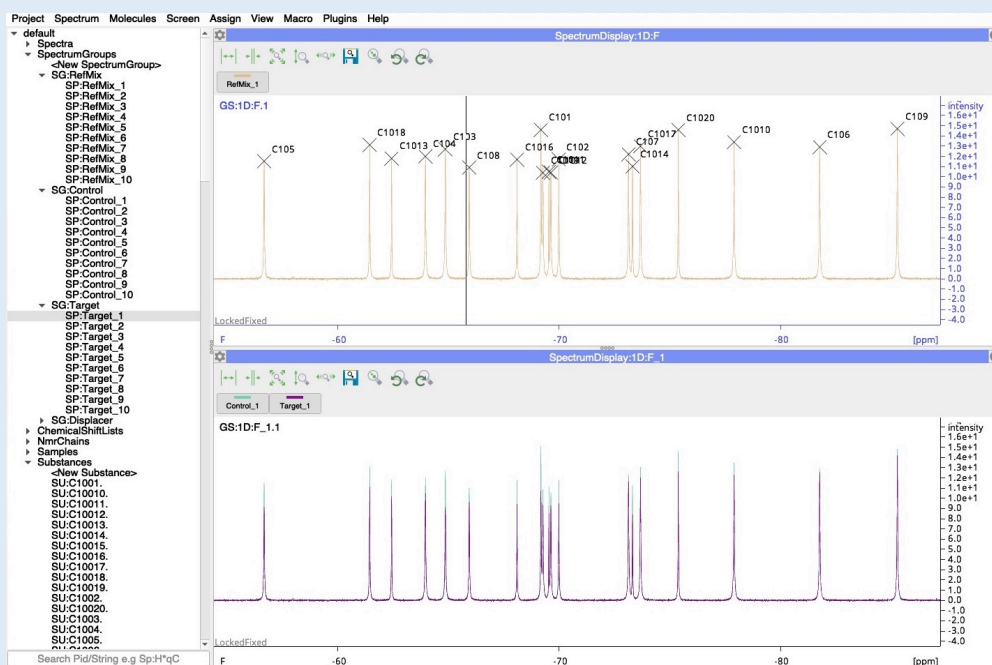 Project Spectrum Molecules Screen Assign View Macro Plugins Help
default
Spectra
SpectrumGroups
<New SpectrumGroup>
SG:RefMix
SP:RefMix_1
SP:RefMix_2
SP:RefMix_3
SP:RefMix_4
SP:RefMix_5
SP:RefMix_6
SP:RefMix_7
SP:RefMix_8
SP:RefMix_9
SP:RefMix_10
SG:Control
SP:Control_1
SP:Control_2
SP:Control_3
SP:Control_4
SP:Control_5
SP:Control_6
SP:Control_7
SP:Control_8
SP:Control_9
SP:Control_10
SG:Target
SP:Target_1
SP:Target_2
SP:Target_3
SP:Target_4
SP:Target_5
SP:Target_6
SP:Target_7
SP:Target_8
SP:Target_9
SP:Target_10
SG:Displacer
ChemicalShiftLists
NmrChains
Samples
Substances
<New Substance>
SU:C1001.
SU:C10010.
SU:C10011.
SU:C10012.
SU:C10013.
SU:C10014.
SU:C10015.
SU:C10016.
SU:C10017.
SU:C10018.
SU:C10019.
SU:C1002.
SU:C10020.
SU:C1003.
SU:C1004.
SU:C1005.
Search Pid/String e.g Sp:H*qC
SpectrumDisplay:1D:F
RefMix_1
GS:1D:F.1
C105
C1018
C1013
C104
C103
C108
C1016
C101
C102
C107
C1017
C1014
C1020
C1010
C106
C109
intensity
1.6e+1
1.5e+1
1.4e+1
1.3e+1
1.2e+1
1.1e+1
1.0e+1
9.0
8.0
7.0
6.0
5.0
4.0
3.0
2.0
1.0
0.0
-1.0
-2.0
-3.0
-4.0
LockedFixed
F -60 -70 -80 [ppm]
SpectrumDisplay:1D:F_1
Control_1 Target_1
GS:1D:F_1.1
intensity
1.6e+1
1.5e+1
1.4e+1
1.3e+1
1.2e+1
1.1e+1
1.0e+1
9.0
8.0
7.0
6.0
5.0
4.0
3.0
2.0
1.0
0.0
-1.0
-2.0
-3.0
-4.0
LockedFixed
F -60 -70 -80 [ppm]